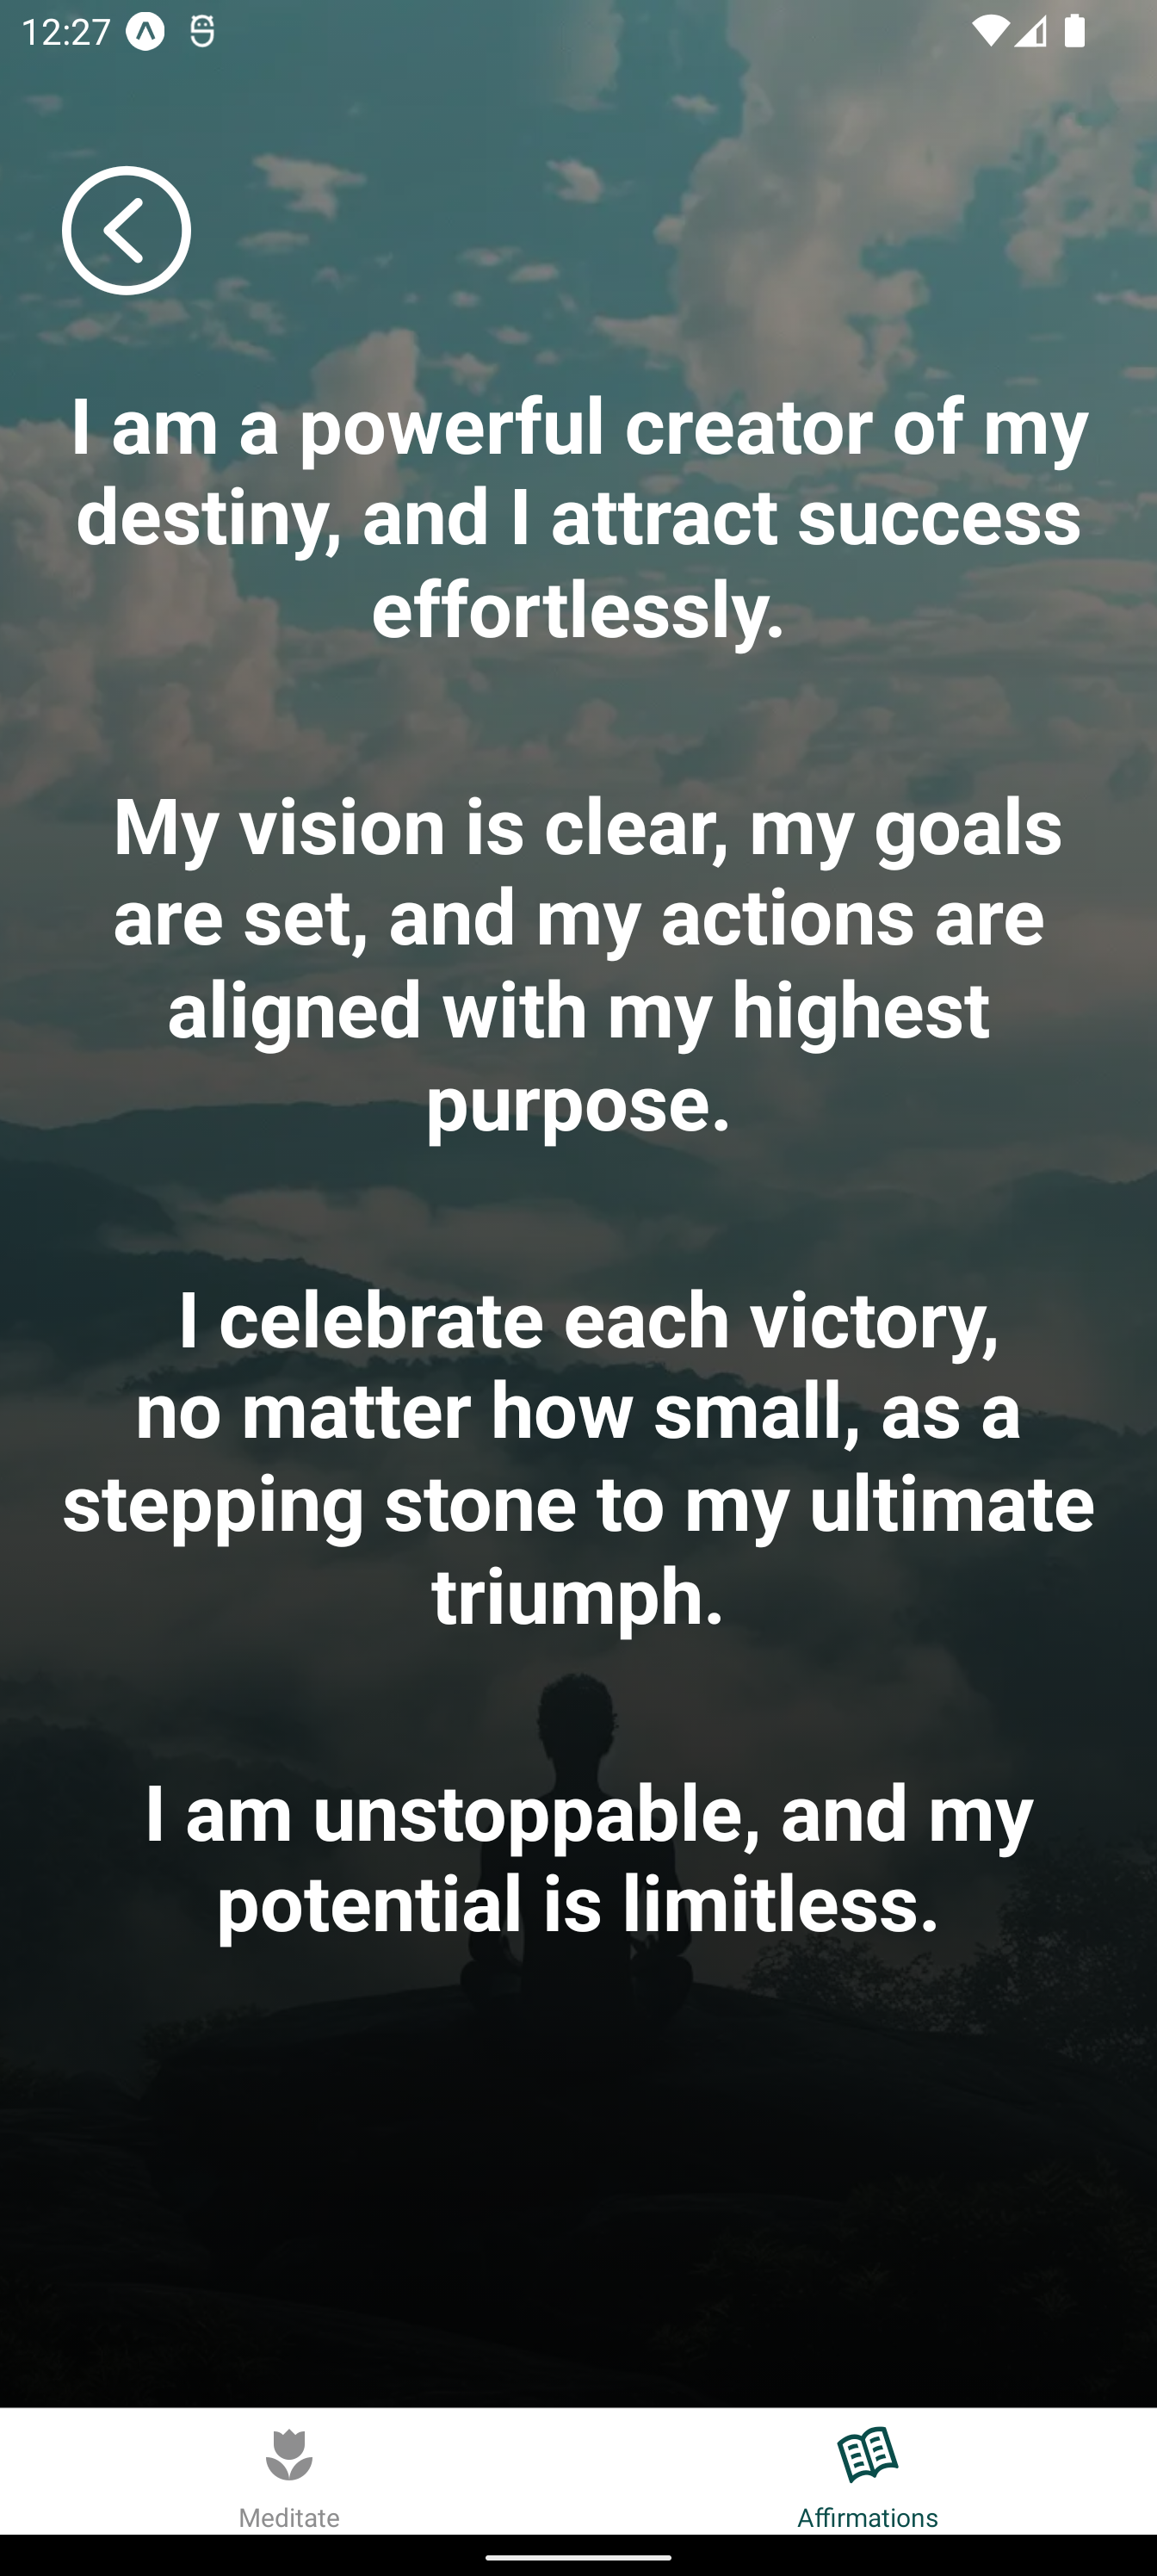 12:27
I am a powerful creator of my
destiny, and I attract success
effortlessly.
My vision is clear, my goals
are set, and my actions are
aligned with my highest
purpose.
I celebrate each victory,
no matter how small, as a
stepping stone to my ultimate
triumph.
I am unstoppable, and my
potential is limitless.
Meditate
Affirmations